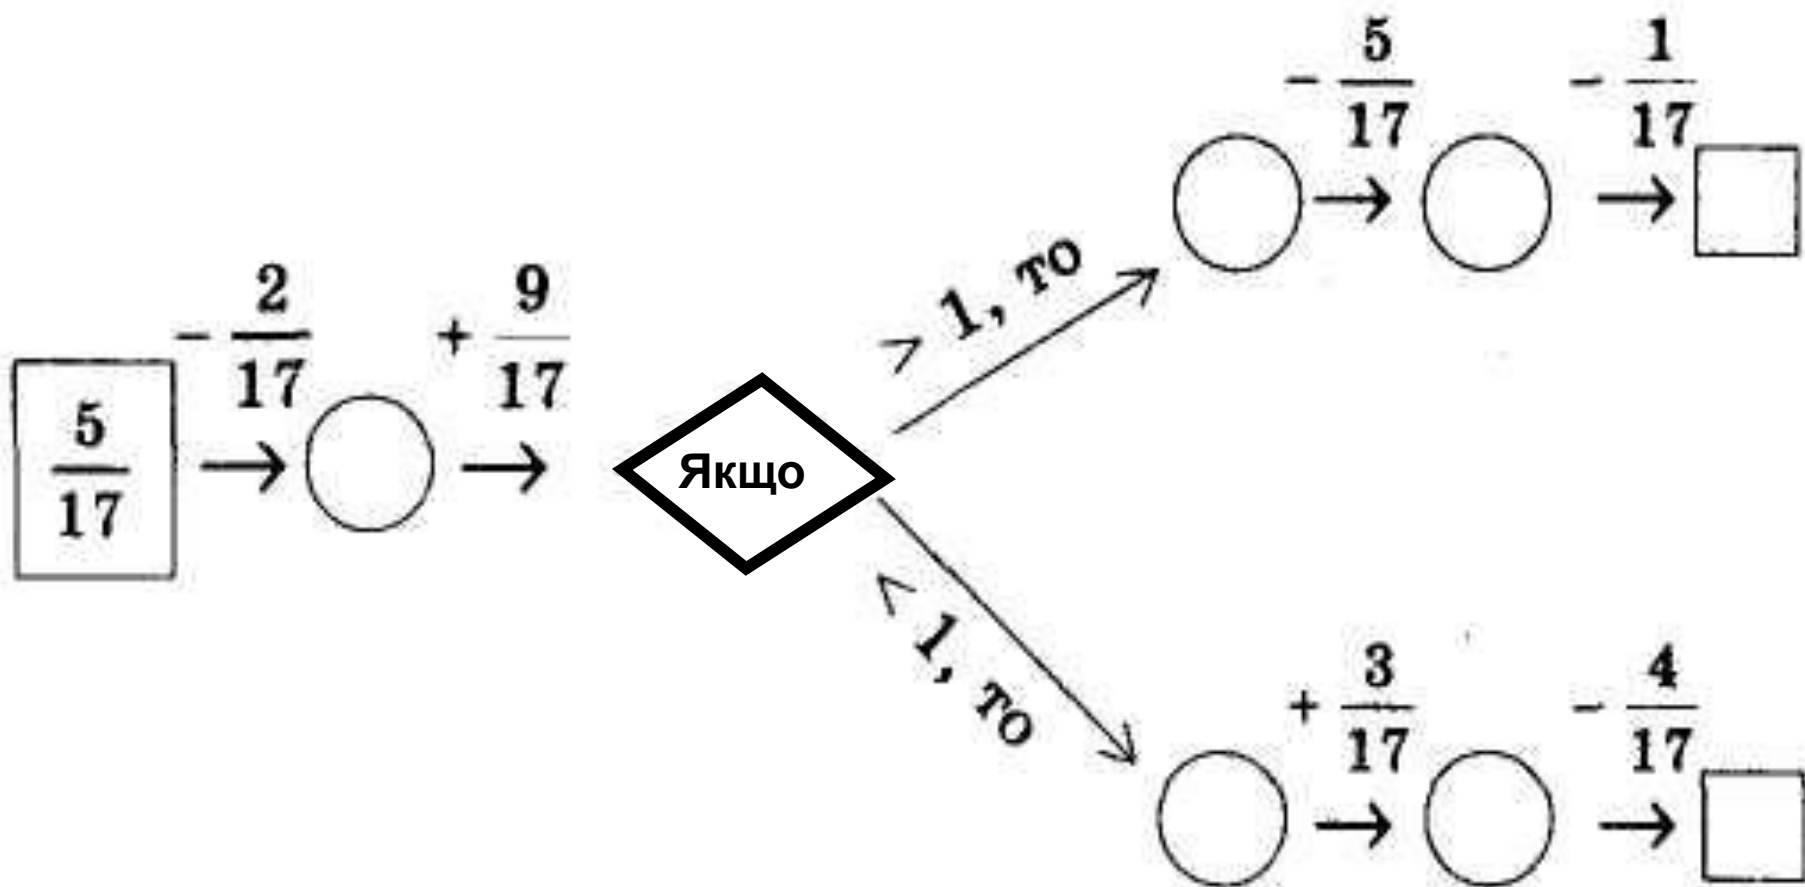 5/17
- 2/17
+ 9/17
Якщо
> 1, то
- 5/17
- 1/17
< 1, то
+ 3/17
- 4/17